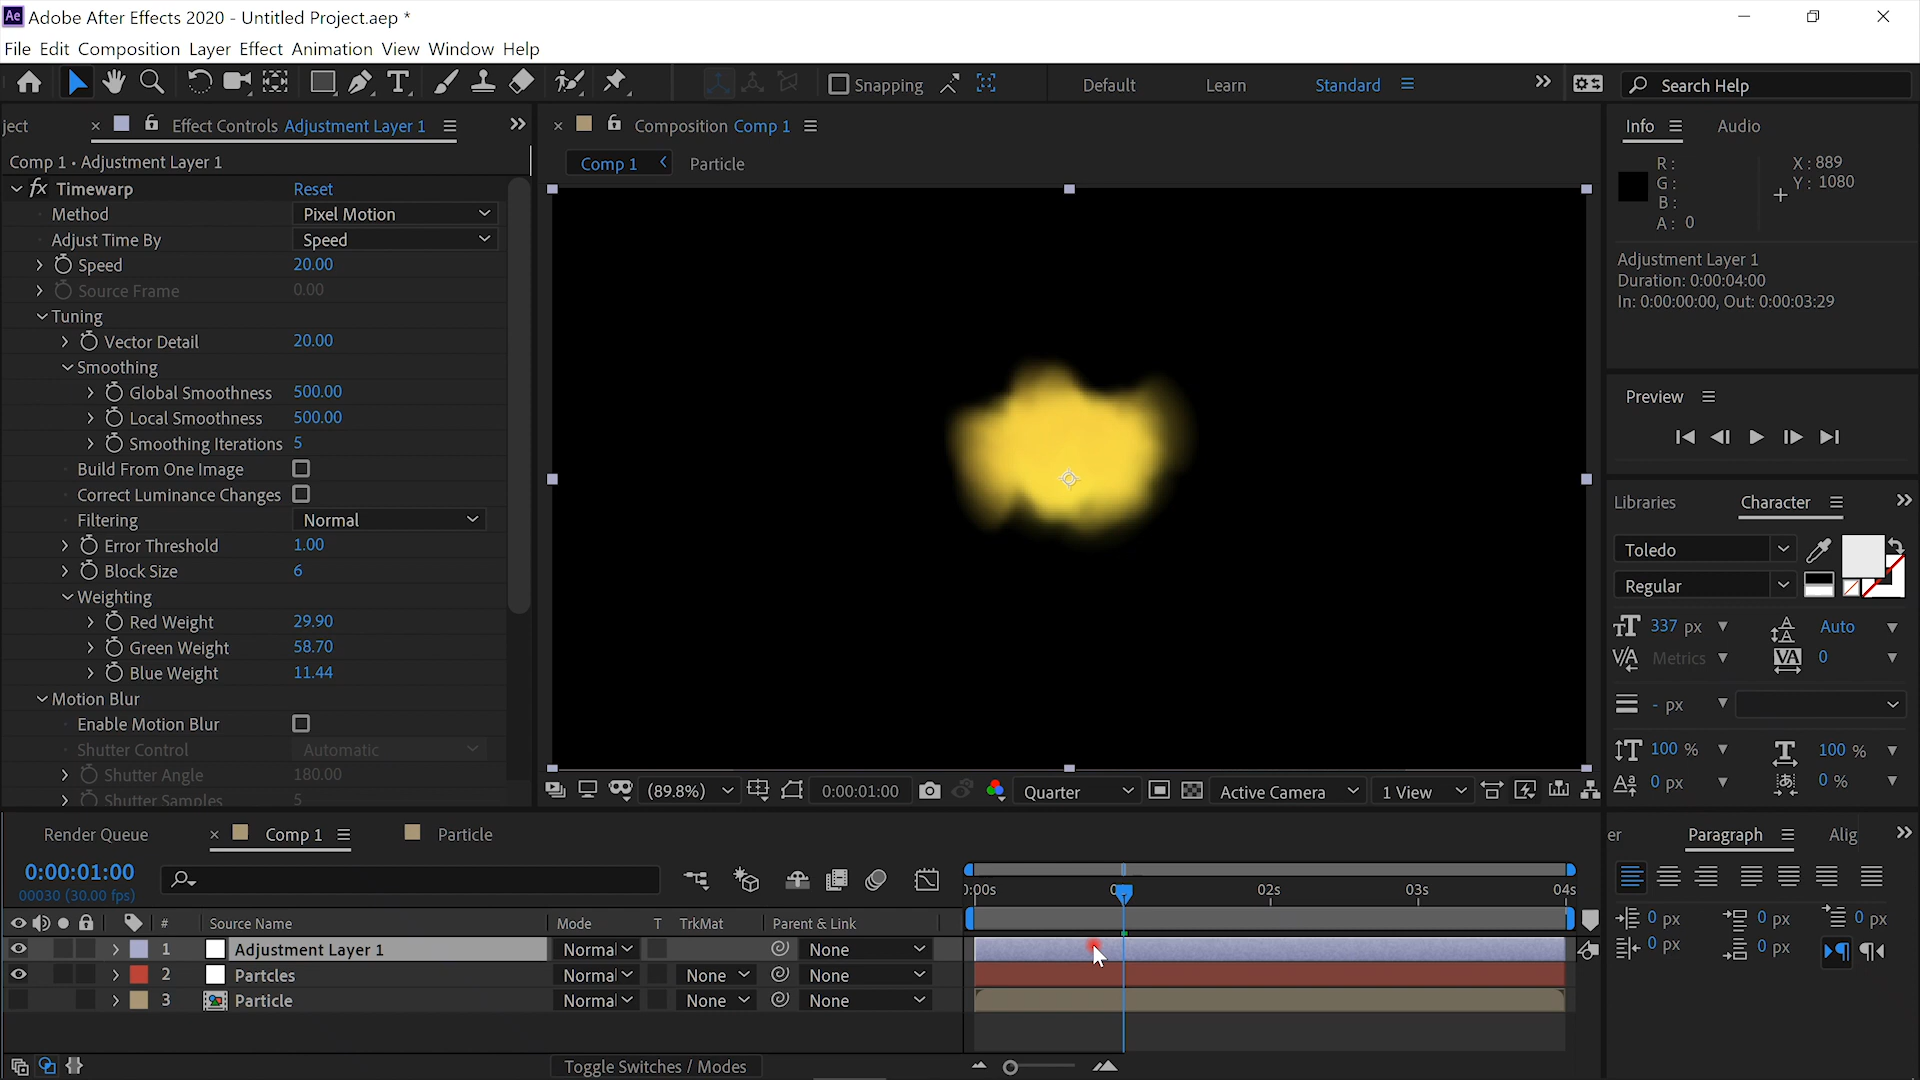 Ae Adobe After Effects 2020 - Untitled Project.aep *
File Edit Composition Layer Effect Animation View Window Help
Snapping
Default
Learn
Standard
Search Help
ject
Effect Controls Adjustment Layer 1
Comp 1 • Adjustment Layer 1
fx Timewarp Reset
Method Pixel Motion
Adjust Time By Speed
Speed 20.00
Source Frame 0.00
Tuning
Vector Detail 20.00
Smoothing
Global Smoothness 500.00
Local Smoothness 500.00
Smoothing Iterations 5
Build From One Image
Correct Luminance Changes
Filtering Normal
Error Threshold 1.00
Block Size 6
Weighting
Red Weight 29.90
Green Weight 58.70
Blue Weight 11.44
Motion Blur
Enable Motion Blur
Shutter Control Automatic
Shutter Angle 180.00
Shutter Samples 5
Composition Comp 1
Comp 1 Particle
(89.8%) 0:00:01:00 Quarter Active Camera 1 View
Info Audio
R: X: 889
G: Y: 1080
B:
A: 0
Adjustment Layer 1
Duration: 0:00:04:00
In: 0:00:00:00, Out: 0:00:03:29
Preview
Libraries Character
Toledo
Regular
337 px Auto
Metrics 0
- px
100 % 100 %
0 px 0 %
Render Queue
Comp 1
Particle
0:00:01:00
00030 (30.00 fps)
# Source Name Mode T TrkMat Parent & Link
1 Adjustment Layer 1 Normal None
2 Partcles Normal None None
3 Particle Normal None None
Toggle Switches / Modes
):00s 02s 03s 04s
er Paragraph Alig
0 px 0 px 0 px
0 px 0 px